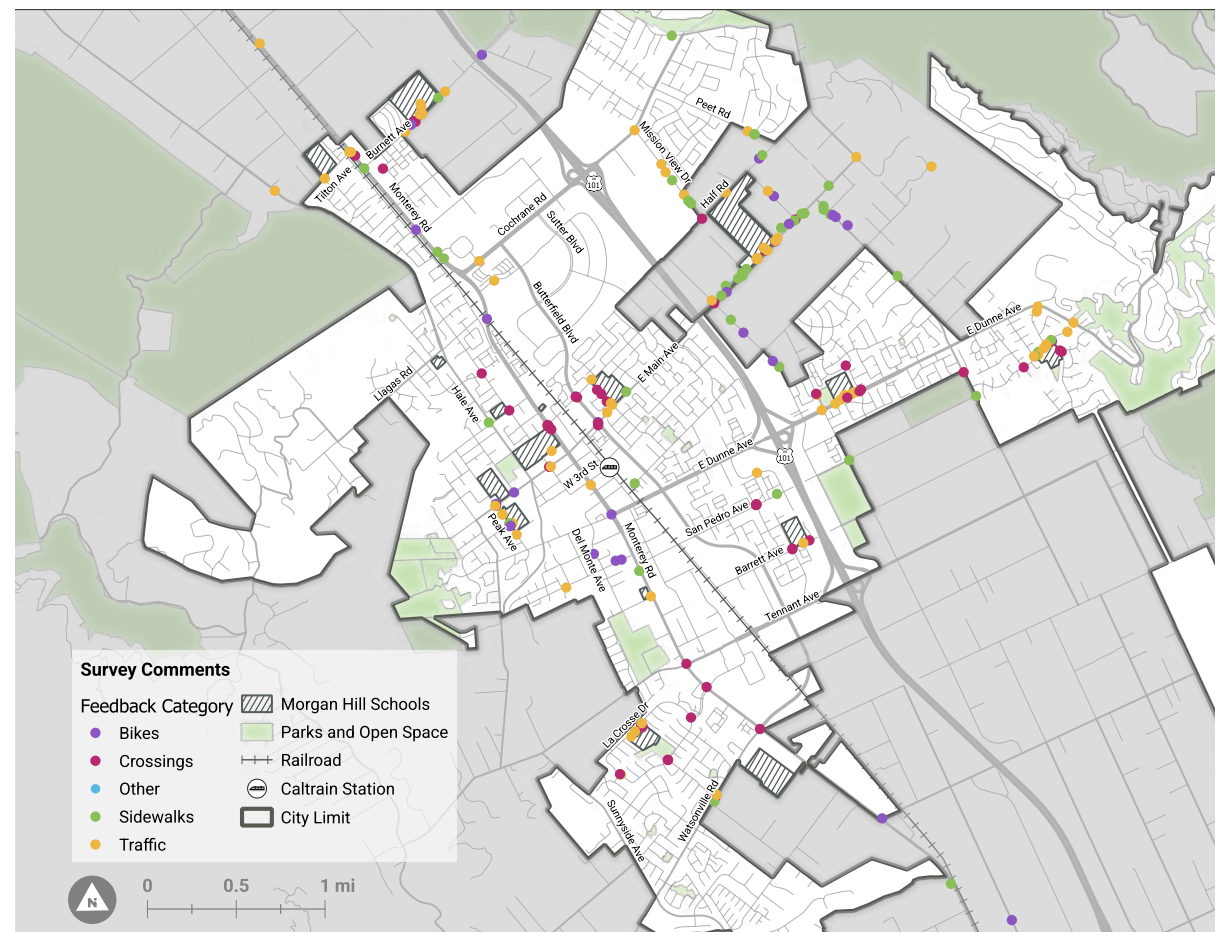 Peet Rd
Mission View Dr
Burnett Ave
Tilton Ave
101
Half Rd
Monterey Rd
Cochrane Rd
Sutter Blvd
Butterfield Blvd
E Dunne Ave
E Main Ave
Llagas Rd
Hale Ave
E Dunne Ave
101
W 3rd St
San Pedro Ave
Peak Ave
Del Monte Ave
Monterey Rd
Barrett Ave
Tennant Ave
La Crosse Dr
Watsonville Rd
Sunnyside Ave
Survey Comments
Feedback Category
Bikes
Crossings
Other
Sidewalks
Traffic
Morgan Hill Schools
Parks and Open Space
Railroad
Caltrain Station
City Limit
N
0 0.5 1 mi